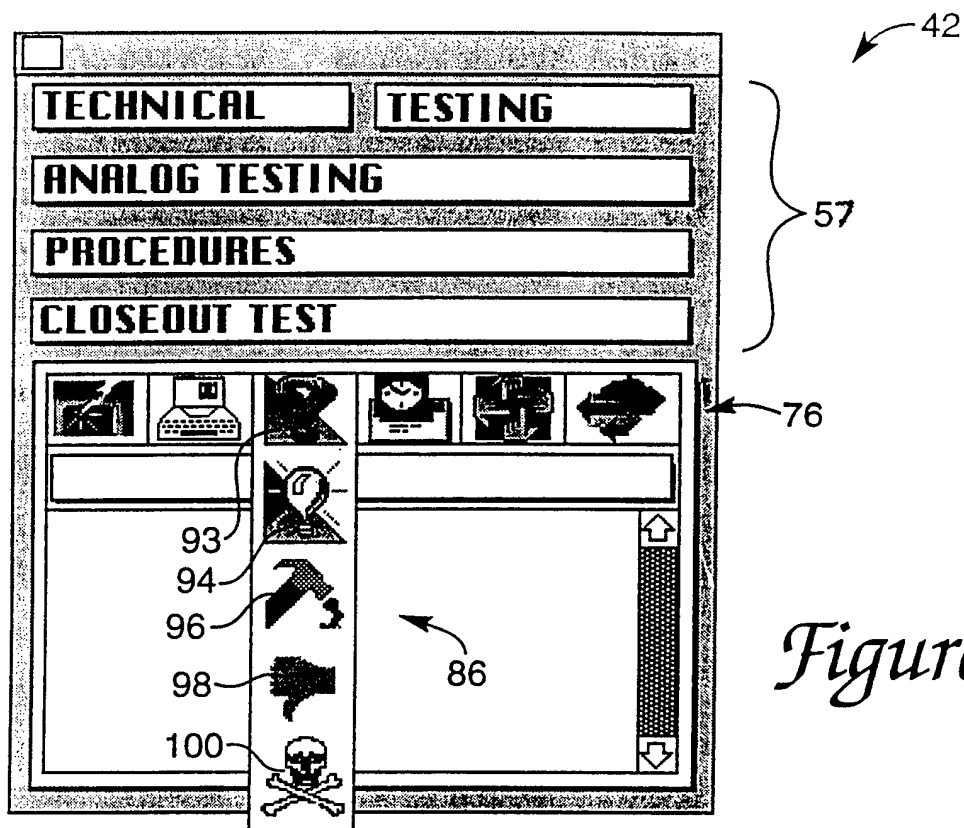 42
TECHNICAL TESTING
ANALOG TESTING
57
PROCEDURES
CLOSEOUT TEST
76
93
94
96
86
98
100